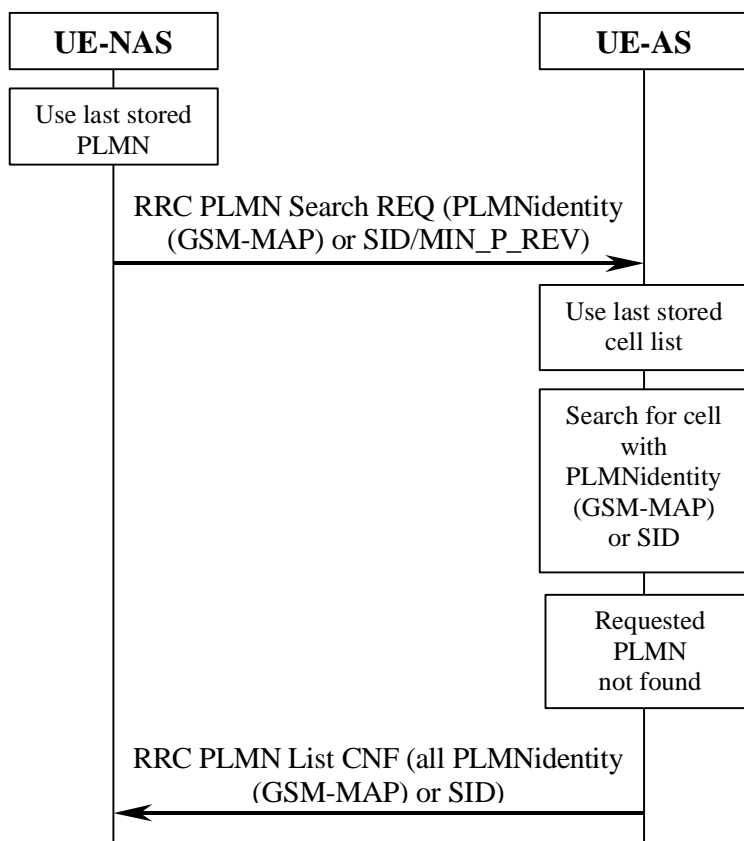 UE-NAS
UE-AS
Use last stored
PLMN
RRC PLMN Search REQ (PLMNidentity
(GSM-MAP) or SID/MIN_P_REV)
Use last stored
cell list
Search for cell
with
PLMNidentity
(GSM-MAP)
or SID
Requested
PLMN
not found
RRC PLMN List CNF (all PLMNidentity
(GSM-MAP) or SID)